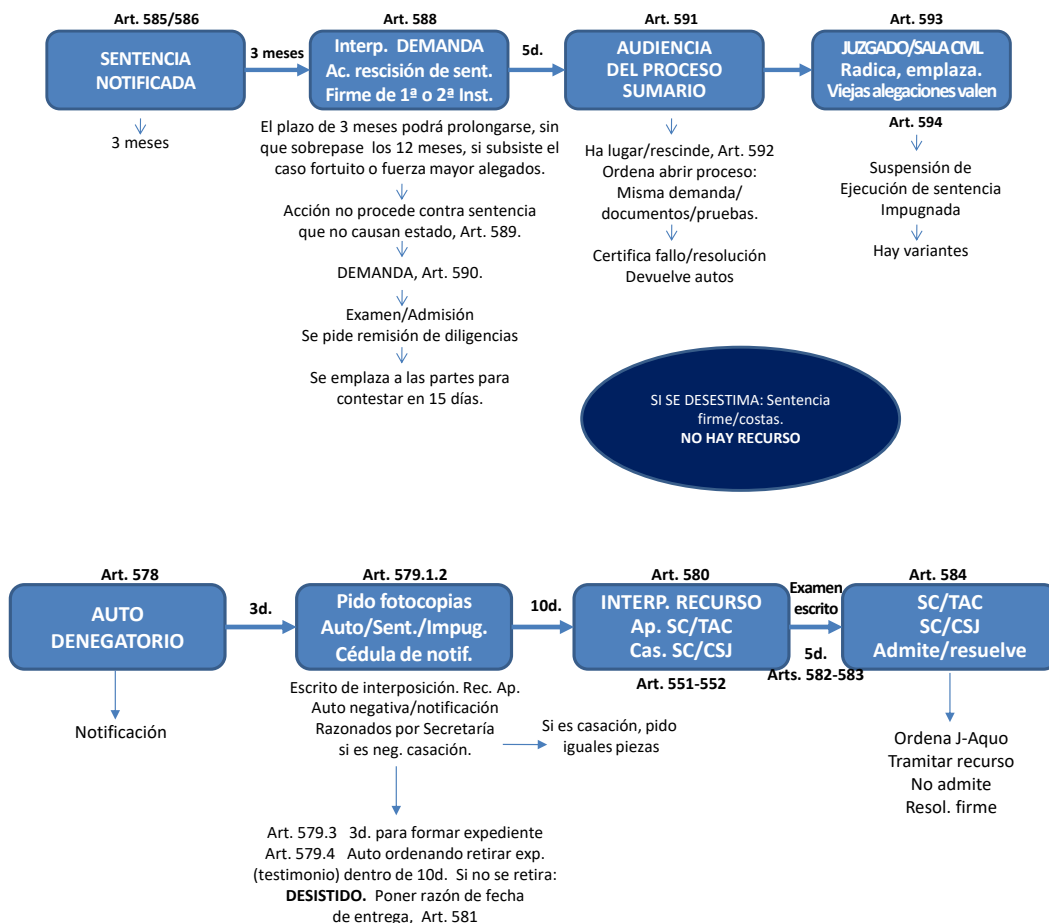 Art. 585/586
SENTENCIA
NOTIFICADA
3 meses
3 meses
Art. 588
Interp. DEMANDA
Ac. rescisión de sent.
Firme de 1ª o 2ª Inst.
El plazo de 3 meses podrá prolongarse, sin
que sobrepase los 12 meses, si subsiste el
caso fortuito o fuerza mayor alegados.
Acción no procede contra sentencia
que no causan estado, Art. 589.
DEMANDA, Art. 590.
Examen/Admisión
Se pide remisión de diligencias
Se emplaza a las partes para
contestar en 15 días.
5d.
Art. 591
AUDIENCIA
DEL PROCESO
SUMARIO
Ha lugar/rescinde, Art. 592
Ordena abrir proceso:
Misma demanda/
documentos/pruebas.
Certifica fallo/resolución
Devuelve autos
Art. 593
JUZGADO/SALA CIVIL
Radica, emplaza.
Viejas alegaciones valen
Art. 594
Suspensión de
Ejecución de sentencia
Impugnada
Hay variantes
SI SE DESESTIMA: Sentencia
firme/costas.
NO HAY RECURSO
Art. 578
AUTO
DENEGATORIO
Notificación
3d.
Art. 579.1.2
Pido fotocopias
Auto/Sent./Impug.
Cédula de notif.
Escrito de interposición. Rec. Ap.
Auto negativa/notificación
Razonados por Secretaría
si es neg. casación.
Si es casación, pido
iguales piezas
Art. 579.3 3d. para formar expediente
Art. 579.4 Auto ordenando retirar exp.
(testimonio) dentro de 10d. Si no se retira:
DESISTIDO. Poner razón de fecha
de entrega, Art. 581
10d.
Art. 580
INTERP. RECURSO
Ap. SC/TAC
Cas. SC/CSJ
Art. 551-552
Examen
escrito
5d.
Arts. 582-583
Art. 584
SC/TAC
SC/CSJ
Admite/resuelve
Ordena J-Aquo
Tramitar recurso
No admite
Resol. firme